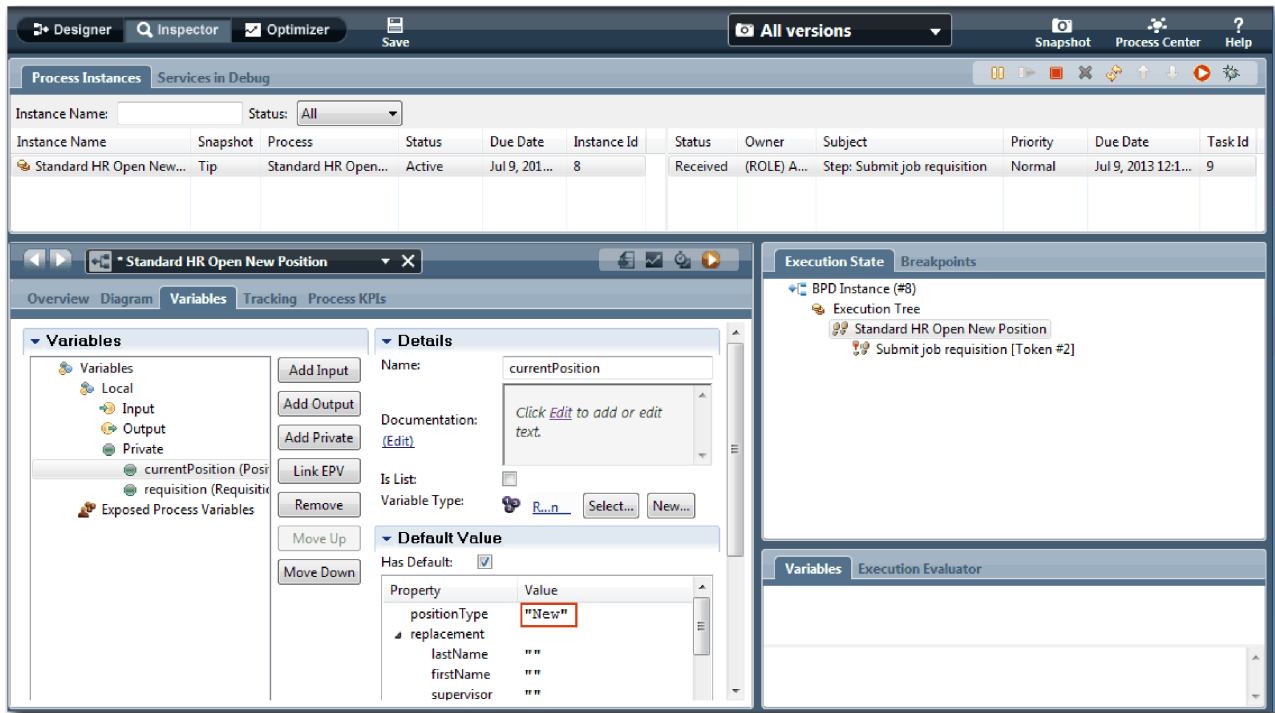 Designer Inspector Optimizer Save All versions Snapshot Process Center Help
Process Instances Services in Debug
Instance Name: Status: All
Instance Name Snapshot Process Status Due Date Instance Id Status Owner Subject Priority Due Date Task Id
Standard HR Open New... Tip Standard HR Open... Active Jul 9, 201... 8 Received (ROLE) A... Step: Submit job requisition Normal Jul 9, 2013 12:1... 9
* Standard HR Open New Position
Overview Diagram Variables Tracking Process KPIs
Variables
Variables
Local
Input
Output
Private
currentPosition (Posi
requisition (Requisiti
Exposed Process Variables
Add Input
Add Output
Add Private
Link EPV
Remove
Move Up
Move Down
Details
Name: currentPosition
Documentation:
(Edit)
Click Edit to add or edit
text.
Is List:
Variable Type: R...n Select... New...
Default Value
Has Default:
Property Value
positionType "New"
replacement
lastName ""
firstName ""
supervisor ""
Execution State Breakpoints
BPD Instance (#8)
Execution Tree
Standard HR Open New Position
Submit job requisition [Token #2]
Variables Execution Evaluator